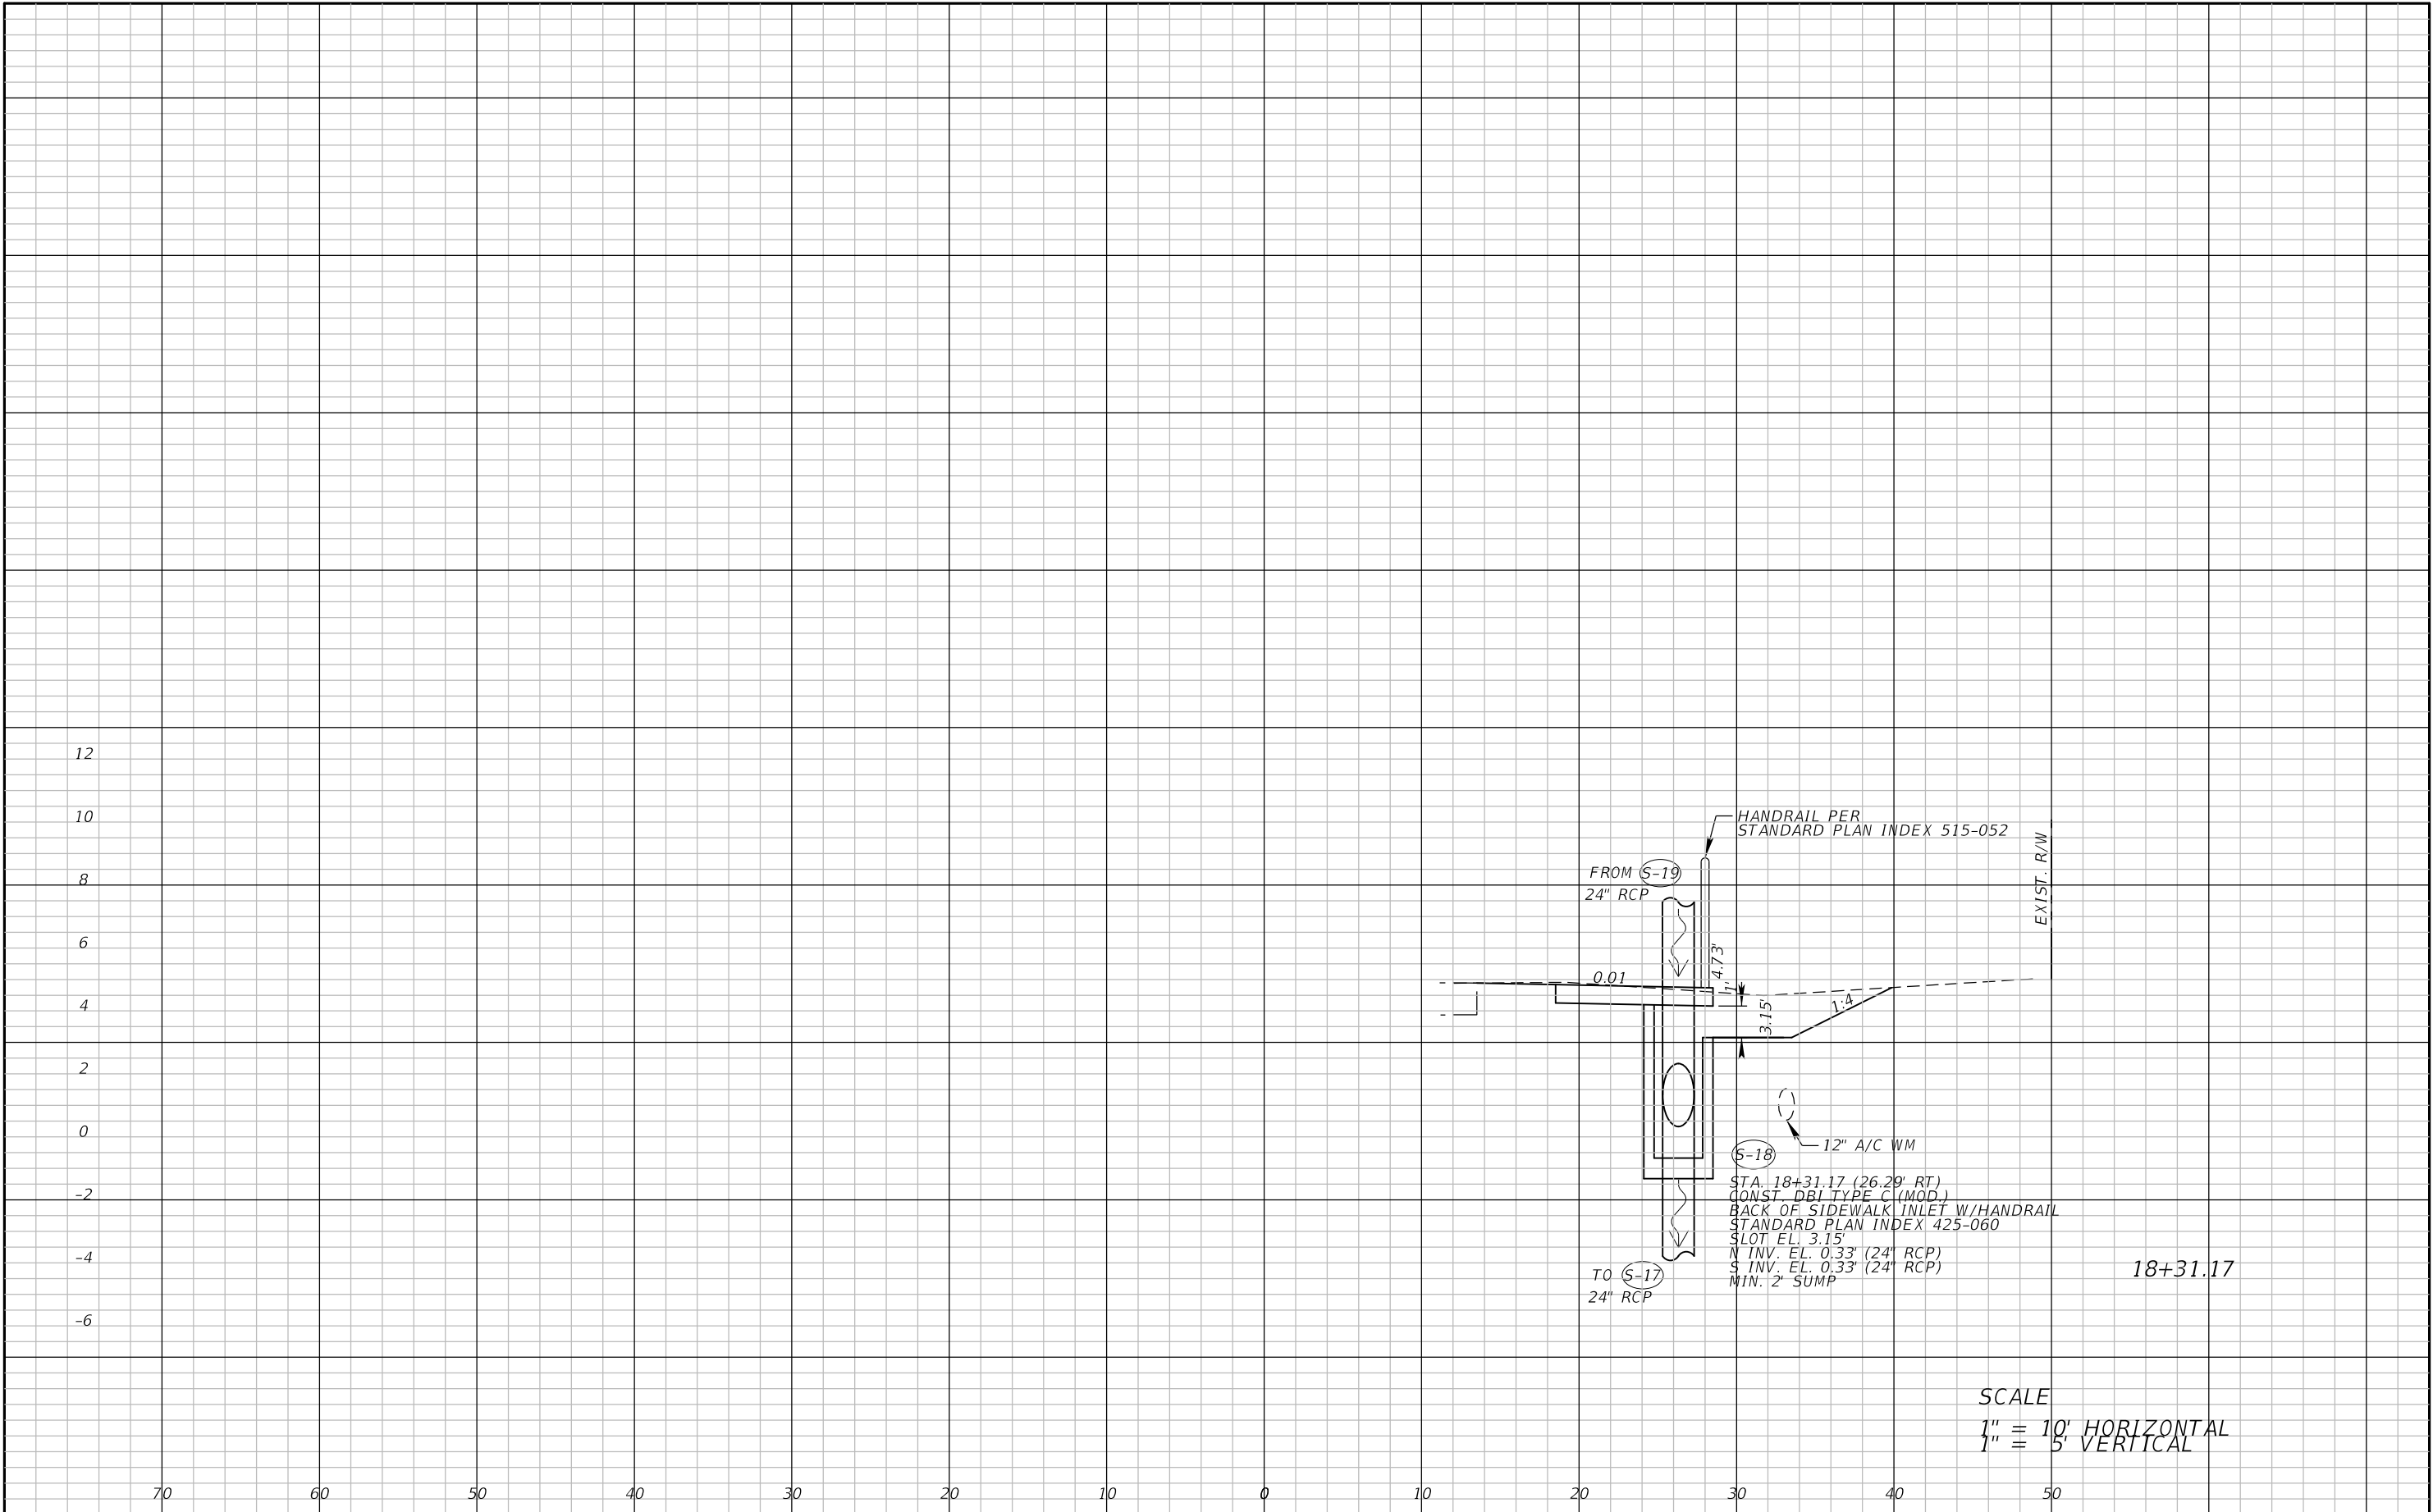 12
10
8
6
4
2
0
-2
-4
-6
HANDRAIL PER
STANDARD PLAN INDEX 515-052
EXIST. R/W
FROM S-19
24" RCP
4.73'
0.01
1'
3.15'
1:4
12" A/C WM
S-18
STA. 18+31.17 (26.29' RT)
CONST. DBI TYPE C (MOD.)
BACK OF SIDEWALK INLET W/HANDRAIL
STANDARD PLAN INDEX 425-060
SLOT EL. 3.15'
N INV. EL. 0.33' (24" RCP)
S INV. EL. 0.33' (24" RCP)
MIN. 2' SUMP
TO S-17
24" RCP
18+31.17
SCALE
1" = 10' HORIZONTAL
1" = 5' VERTICAL
70 60 50 40 30 20 10 0 10 20 30 40 50